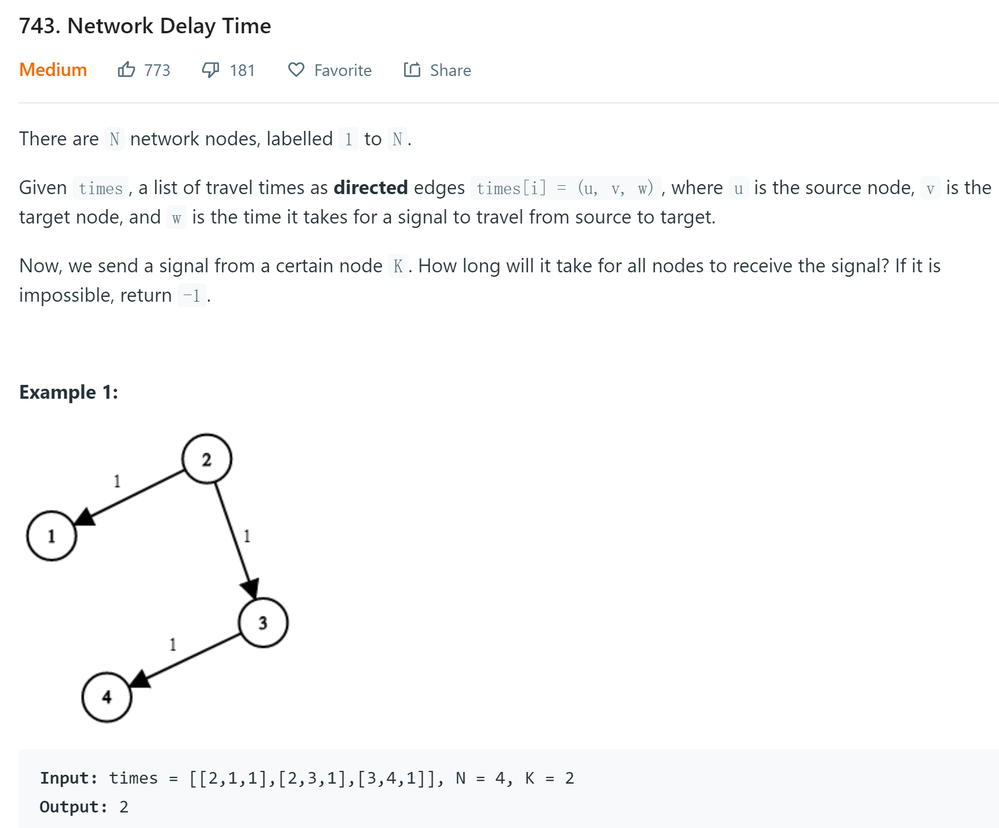 743. Network Delay Time
Medium 773 181 Favorite Share
There are N network nodes, labelled 1 to N.
Given times, a list of travel times as directed edges times[i] = (u, v, w), where u is the source node, v is the
target node, and w is the time it takes for a signal to travel from source to target.
Now, we send a signal from a certain node K. How long will it take for all nodes to receive the signal? If it is
impossible, return -1.
Example 1:
2
1
1
1
3
1
4
Input: times = [[2,1,1],[2,3,1],[3,4,1]], N = 4, K = 2
Output: 2